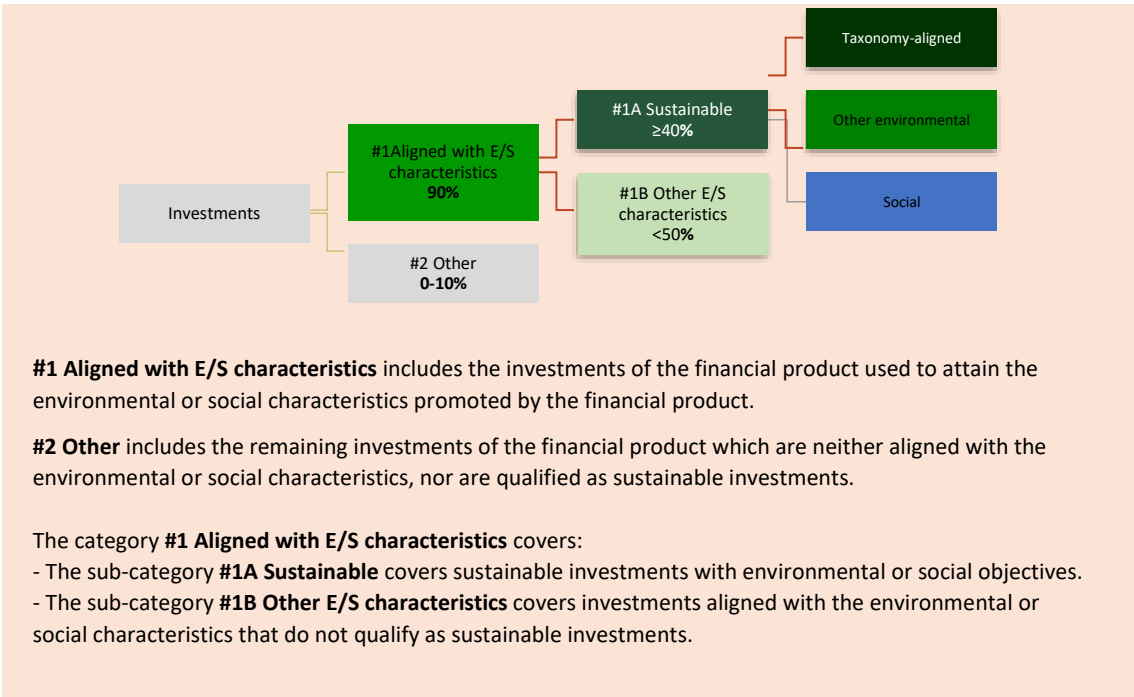 Taxonomy-aligned
#1A Sustainable
≥40%
Other environmental
#1Aligned with E/S
characteristics
90%
#1B Other E/S
characteristics
<50%
Social
Investments
#2 Other
0-10%
#1 Aligned with E/S characteristics includes the investments of the financial product used to attain the
environmental or social characteristics promoted by the financial product.
#2 Other includes the remaining investments of the financial product which are neither aligned with the
environmental or social characteristics, nor are qualified as sustainable investments.
The category #1 Aligned with E/S characteristics covers:
- The sub-category #1A Sustainable covers sustainable investments with environmental or social objectives.
- The sub-category #1B Other E/S characteristics covers investments aligned with the environmental or
social characteristics that do not qualify as sustainable investments.